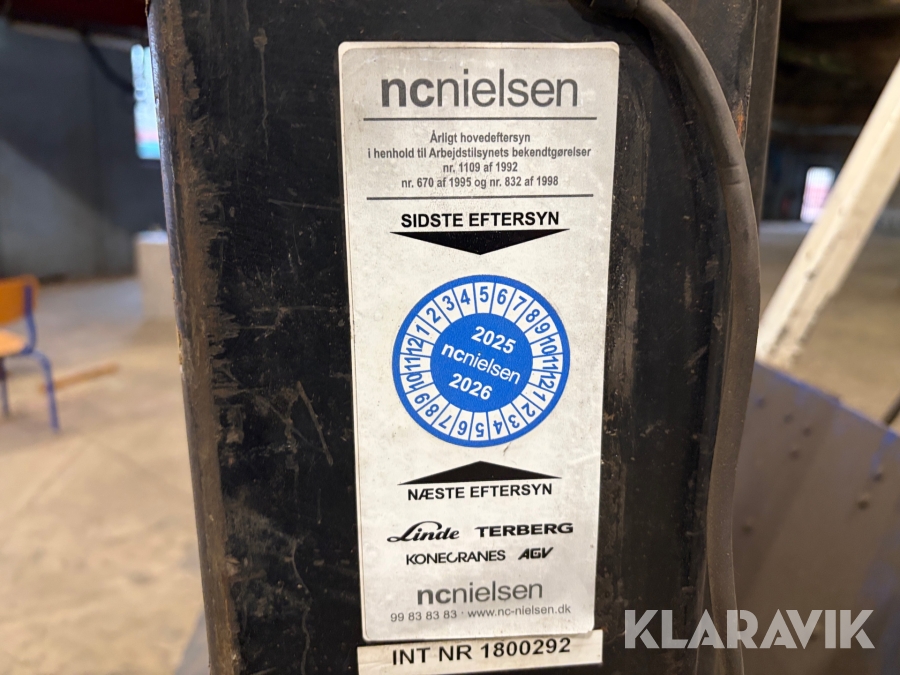 ncnielsen
Årligt hovedeftersyn
i henhold til Arbejdstilsynets bekendtgørelser
nr. 1109 af 1992
nr. 670 af 1995 og nr. 832 af 1998
SIDSTE EFTERSYN
1 2 3 4 5 6 7 8 9 10 11 12
2025
ncnielsen
2026
1 2 3 4 5 6 7 8 9 10 11 12
NÆSTE EFTERSYN
Linde TERBERG
KONECRANES AGV
ncnielsen
99 83 83 83 · www.nc-nielsen.dk
INT NR 1800292
KLARAVIK